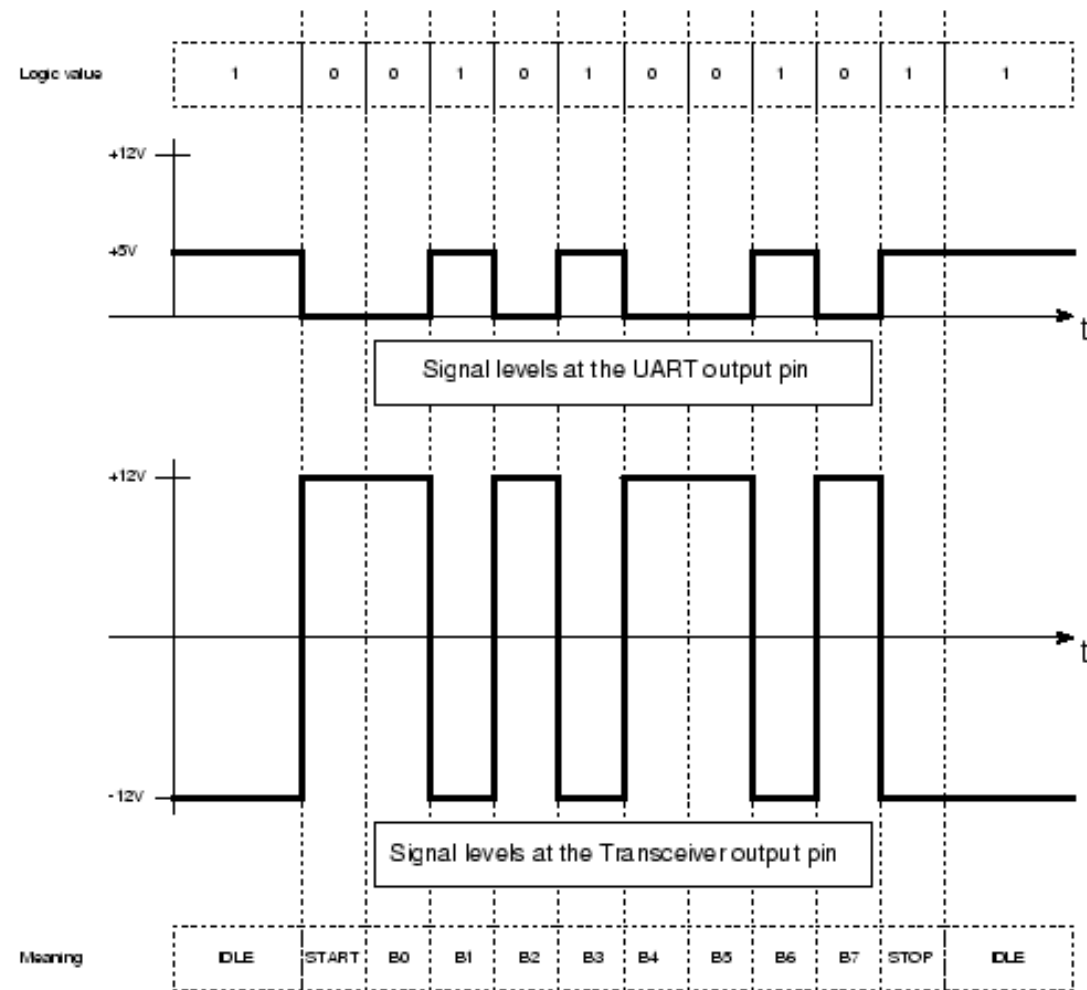 Logic value 1 0 0 1 0 1 0 0 1 0 1 1
+12V
+5V
t
Signal levels at the UART output pin
+12V
t
-12V
Signal levels at the Transceiver output pin
Meaning IDLE START B0 B1 B2 B3 B4 B5 B6 B7 STOP IDLE